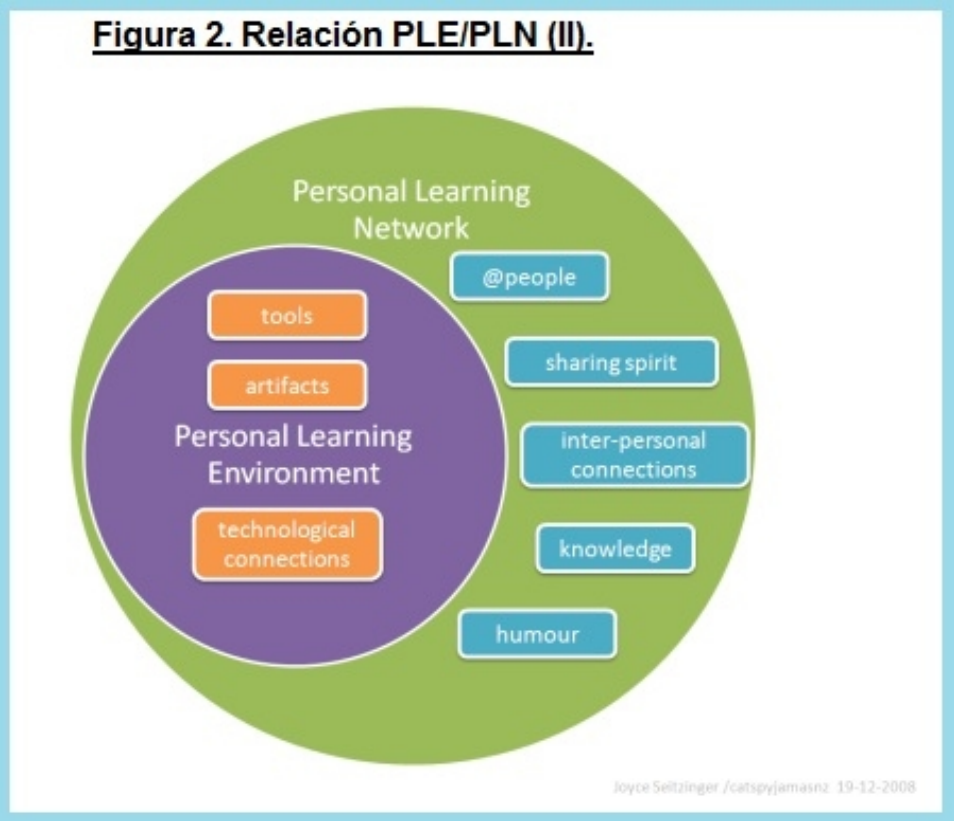 Figura 2. Relación PLE/PLN (II).
Personal Learning
Network
@people
tools
sharing spirit
artifacts
Personal Learning
Environment
inter-personal
connections
technological
connections
knowledge
humour
Joyce Seitzinger /catspyjamasnz 19-12-2008